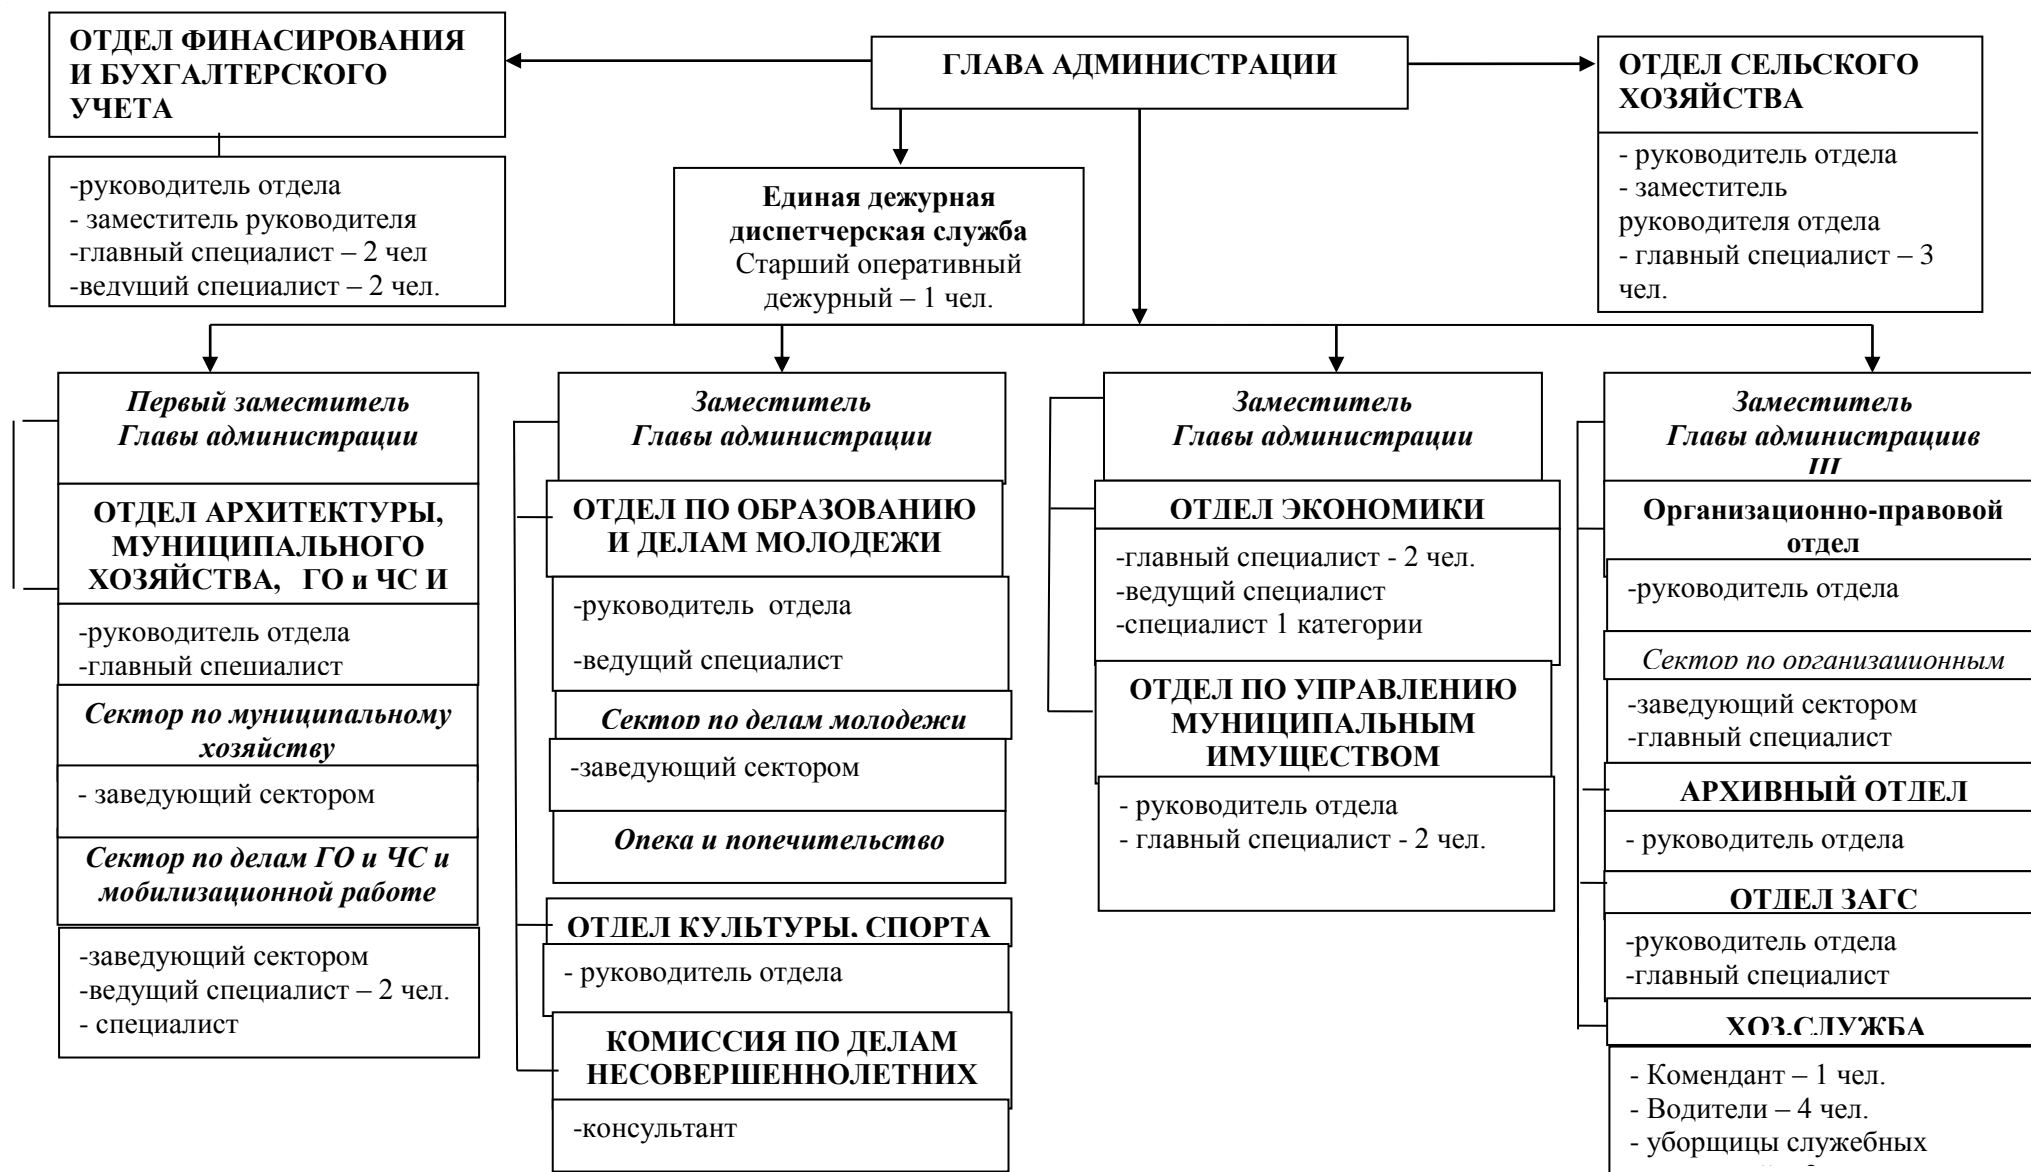 ОТДЕЛ ФИНАСИРОВАНИЯ
И БУХГАЛТЕРСКОГО
УЧЕТА
-руководитель отдела
- заместитель руководителя
-главный специалист – 2 чел
-ведущий специалист – 2 чел.
ГЛАВА АДМИНИСТРАЦИИ
Единая дежурная
диспетчерская служба
Старший оперативный
дежурный – 1 чел.
ОТДЕЛ СЕЛЬСКОГО
ХОЗЯЙСТВА
- руководитель отдела
- заместитель
руководителя отдела
- главный специалист – 3
чел.
Первый заместитель
Главы администрации
ОТДЕЛ АРХИТЕКТУРЫ,
МУНИЦИПАЛЬНОГО
ХОЗЯЙСТВА, ГО и ЧС И
-руководитель отдела
-главный специалист
Сектор по муниципальному
хозяйству
- заведующий сектором
Сектор по делам ГО и ЧС и
мобилизационной работе
-заведующий сектором
-ведущий специалист – 2 чел.
- специалист
Заместитель
Главы администрации
ОТДЕЛ ПО ОБРАЗОВАНИЮ
И ДЕЛАМ МОЛОДЕЖИ
-руководитель отдела
-ведущий специалист
Сектор по делам молодежи
-заведующий сектором
Опека и попечительство
ОТДЕЛ КУЛЬТУРЫ, СПОРТА
- руководитель отдела
КОМИССИЯ ПО ДЕЛАМ
НЕСОВЕРШЕННОЛЕТНИХ
-консультант
Заместитель
Главы администрации
ОТДЕЛ ЭКОНОМИКИ
-главный специалист - 2 чел.
-ведущий специалист
-специалист 1 категории
ОТДЕЛ ПО УПРАВЛЕНИЮ
МУНИЦИПАЛЬНЫМ
ИМУЩЕСТВОМ
- руководитель отдела
- главный специалист - 2 чел.
Заместитель
Главы администрациив
III
Организационно-правовой
отдел
-руководитель отдела
Сектор по организационным
-заведующий сектором
-главный специалист
АРХИВНЫЙ ОТДЕЛ
- руководитель отдела
ОТДЕЛ ЗАГС
-руководитель отдела
-главный специалист
ХОЗ.СЛУЖБА
- Комендант – 1 чел.
- Водители – 4 чел.
- уборщицы служебных